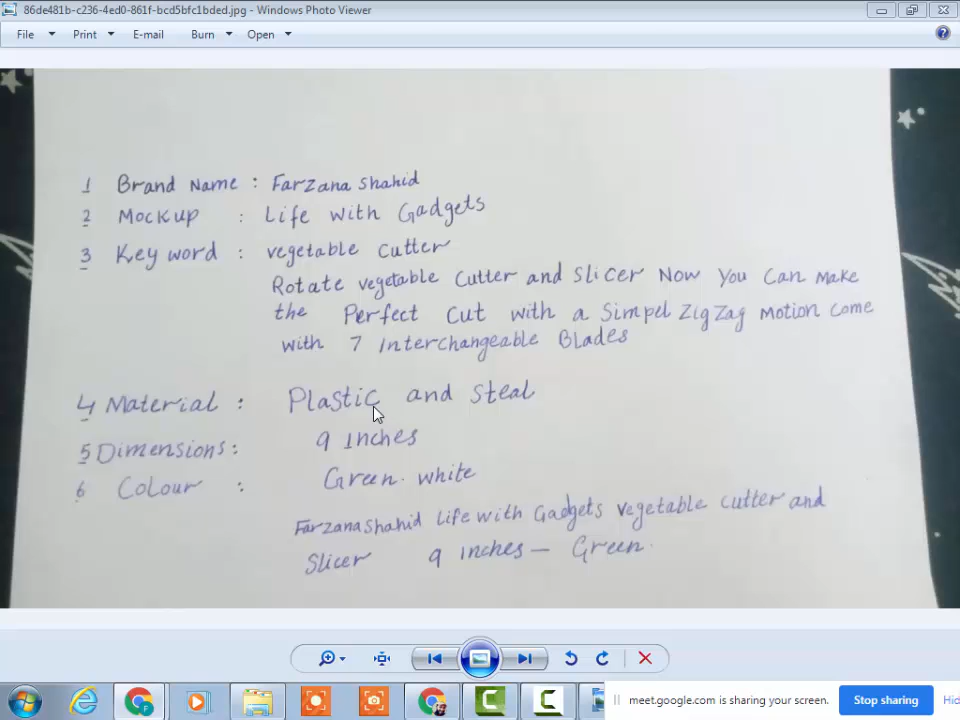 86de481b-c236-4ed0-861f-bcd5bfc1bded.jpg - Windows Photo Viewer
File Print E-mail Burn Open
1 Brand Name : Farzana Shahid
2 Mockup : Life with Gadgets
3 Key word : vegetable cutter
Rotate vegetable Cutter and Slicer Now You Can Make
the Perfect Cut with a Simpel ZigZag Motion come
with 7 Interchangeable Blades
4 Material : Plastic and Steal
5 Dimensions : 9 Inches
6 Colour : Green. white
Farzanashahid Life with Gadgets vegetable cutter and
Slicer 9 inches – Green.
meet.google.com is sharing your screen. Stop sharing Hid